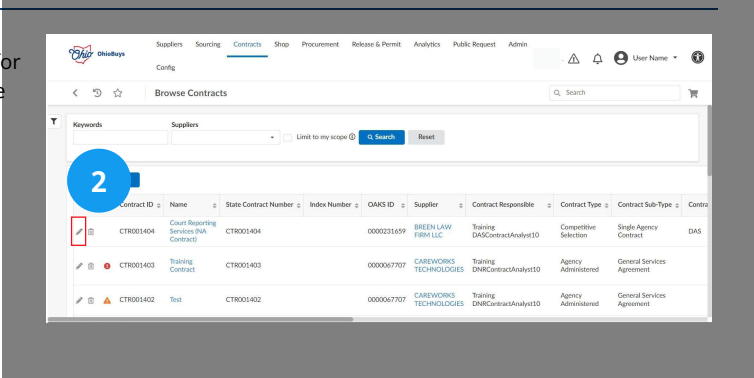 or
e
Ohio OhioBuys
Suppliers Sourcing Contracts Shop Procurement Release & Permit Analytics Public Request Admin
Config
User Name
Browse Contracts
Search
Keywords Suppliers
Limit to my scope
Search Reset
2
Contract ID Name State Contract Number Index Number OAKS ID Supplier Contract Responsible Contract Type Contract Sub-Type Contra
CTR001404 Court Reporting Services (NA Contract) CTR001404 0000231659 BREEN LAW FIRM LLC Training DASContractAnalyst10 Competitive Selection Single Agency Contract DAS
CTR001403 Training Contract CTR001403 0000067707 CAREWORKS TECHNOLOGIES Training DNRContractAnalyst10 Agency Administered General Services Agreement
CTR001402 Test CTR001402 0000067707 CAREWORKS TECHNOLOGIES Training DNRContractAnalyst10 Agency Administered General Services Agreement